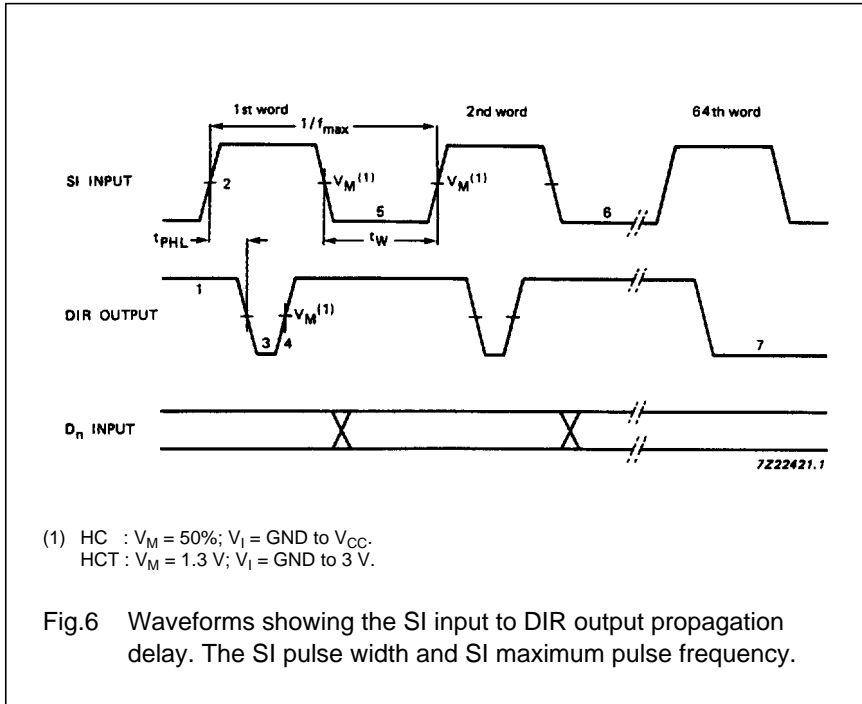 1st word
2nd word
64th word
1/fmax
SI INPUT
2
VM(1)
5
VM(1)
6
tPHL
tW
1
DIR OUTPUT
3
4
VM(1)
7
Dn INPUT
7Z22421.1
(1) HC : VM = 50%; VI = GND to VCC.
HCT : VM = 1.3 V; VI = GND to 3 V.
Fig.6 Waveforms showing the SI input to DIR output propagation
delay. The SI pulse width and SI maximum pulse frequency.